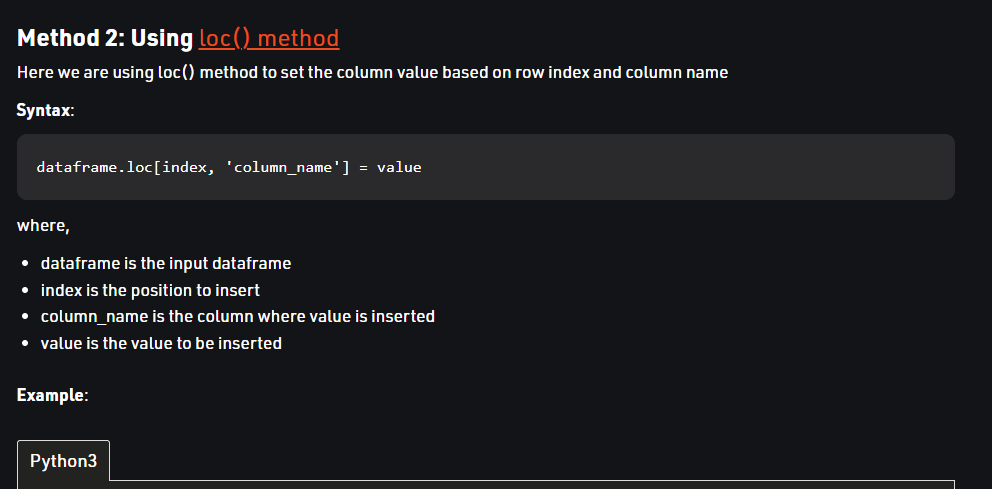 Method 2: Using loc() method
Here we are using loc() method to set the column value based on row index and column name
Syntax:
dataframe.loc[index, 'column_name'] = value
where,
• dataframe is the input dataframe
• index is the position to insert
• column_name is the column where value is inserted
• value is the value to be inserted
Example:
Python3